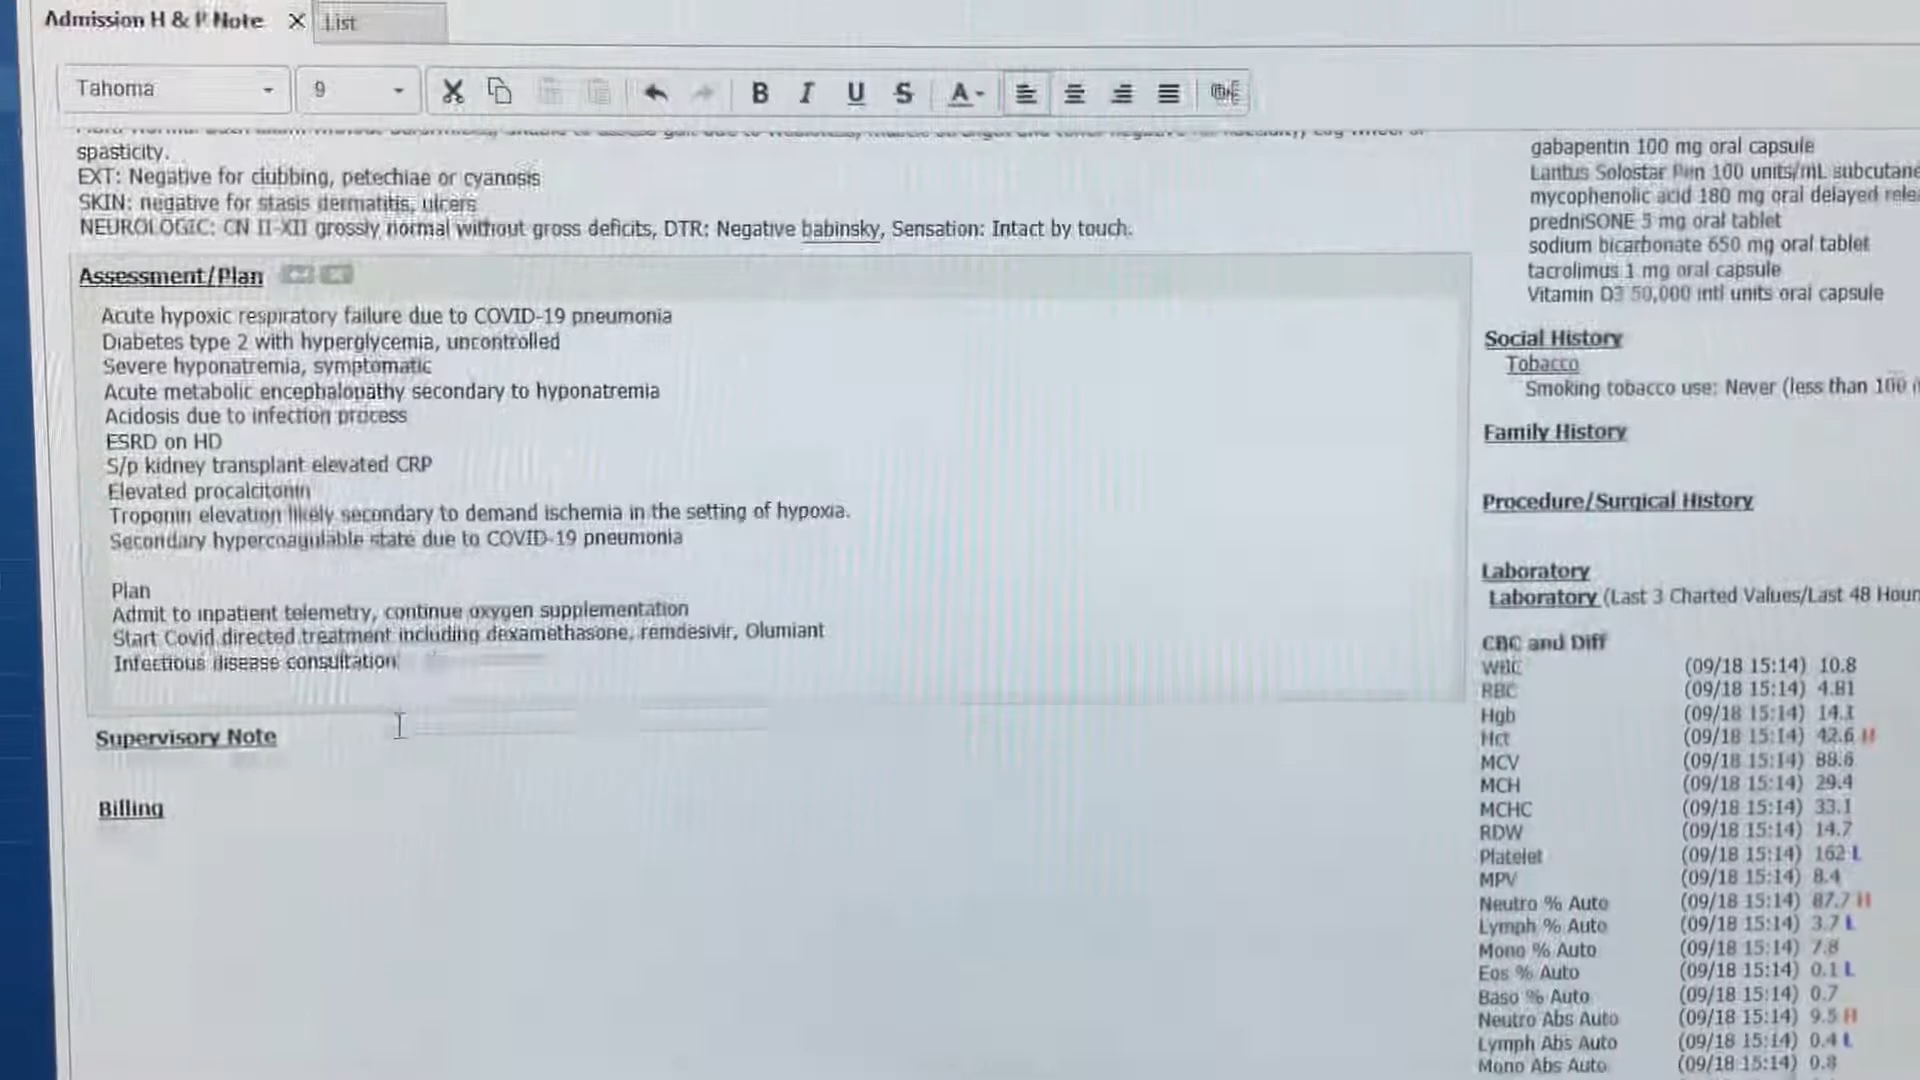 Admission H & P Note
List
Tahoma
9
B I U S A
spasticity.
EXT: Negative for clubbing, petechiae or cyanosis
SKIN: negative for stasis dermatitis, ulcers
NEUROLOGIC: CN II-XII grossly normal without gross deficits, DTR: Negative babinsky, Sensation: Intact by touch.
Assessment/Plan
Acute hypoxic respiratory failure due to COVID-19 pneumonia
Diabetes type 2 with hyperglycemia, uncontrolled
Severe hyponatremia, symptomatic
Acute metabolic encephalopathy secondary to hyponatremia
Acidosis due to infection process
ESRD on HD
S/p kidney transplant elevated CRP
Elevated procalcitonin
Troponin elevation likely secondary to demand ischemia in the setting of hypoxia.
Secondary hypercoagulable state due to COVID-19 pneumonia
Plan
Admit to inpatient telemetry, continue oxygen supplementation
Start Covid directed treatment including dexamethasone, remdesivir, Olumiant
Infectious disease consultation
Supervisory Note
Billing
gabapentin 100 mg oral capsule
Lantus Solostar Pen 100 units/mL subcutane
mycophenolic acid 180 mg oral delayed relea
predniSONE 5 mg oral tablet
sodium bicarbonate 650 mg oral tablet
tacrolimus 1 mg oral capsule
Vitamin D3 50,000 intl units oral capsule
Social History
Tobacco
Smoking tobacco use: Never (less than 100
Family History
Procedure/Surgical History
Laboratory
Laboratory (Last 3 Charted Values/Last 48 Hour
CBC and Diff
WBC (09/18 15:14) 10.8
RBC (09/18 15:14) 4.81
Hgb (09/18 15:14) 14.1
Hct (09/18 15:14) 42.6 H
MCV (09/18 15:14) 88.6
MCH (09/18 15:14) 29.4
MCHC (09/18 15:14) 33.1
RDW (09/18 15:14) 14.7
Platelet (09/18 15:14) 162 L
MPV (09/18 15:14) 8.4
Neutro % Auto (09/18 15:14) 87.7 H
Lymph % Auto (09/18 15:14) 3.7 L
Mono % Auto (09/18 15:14) 7.8
Eos % Auto (09/18 15:14) 0.1 L
Baso % Auto (09/18 15:14) 0.7
Neutro Abs Auto (09/18 15:14) 9.5 H
Lymph Abs Auto (09/18 15:14) 0.4 L
Mono Abs Auto (09/18 15:14) 0.8